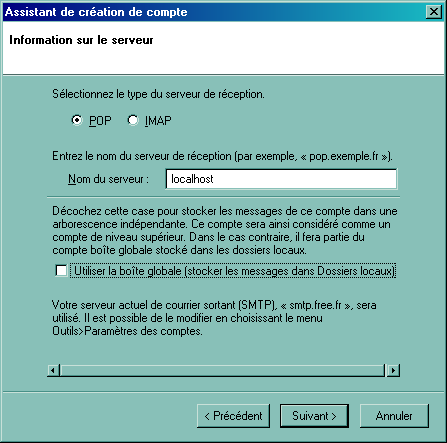 Assistant de création de compte
Information sur le serveur
Sélectionnez le type du serveur de réception.
POP IMAP
Entrez le nom du serveur de réception (par exemple, « pop.exemple.fr »).
Nom du serveur : localhost
Décochez cette case pour stocker les messages de ce compte dans une
arborescence indépendante. Ce compte sera ainsi considéré comme un
compte de niveau supérieur. Dans le cas contraire, il fera partie du
compte boîte globale stocké dans les dossiers locaux.
Utiliser la boîte globale (stocker les messages dans Dossiers locaux)
Votre serveur actuel de courrier sortant (SMTP), « smtp.free.fr », sera
utilisé. Il est possible de le modifier en choisissant le menu
Outils>Paramètres des comptes.
< Précédent Suivant > Annuler